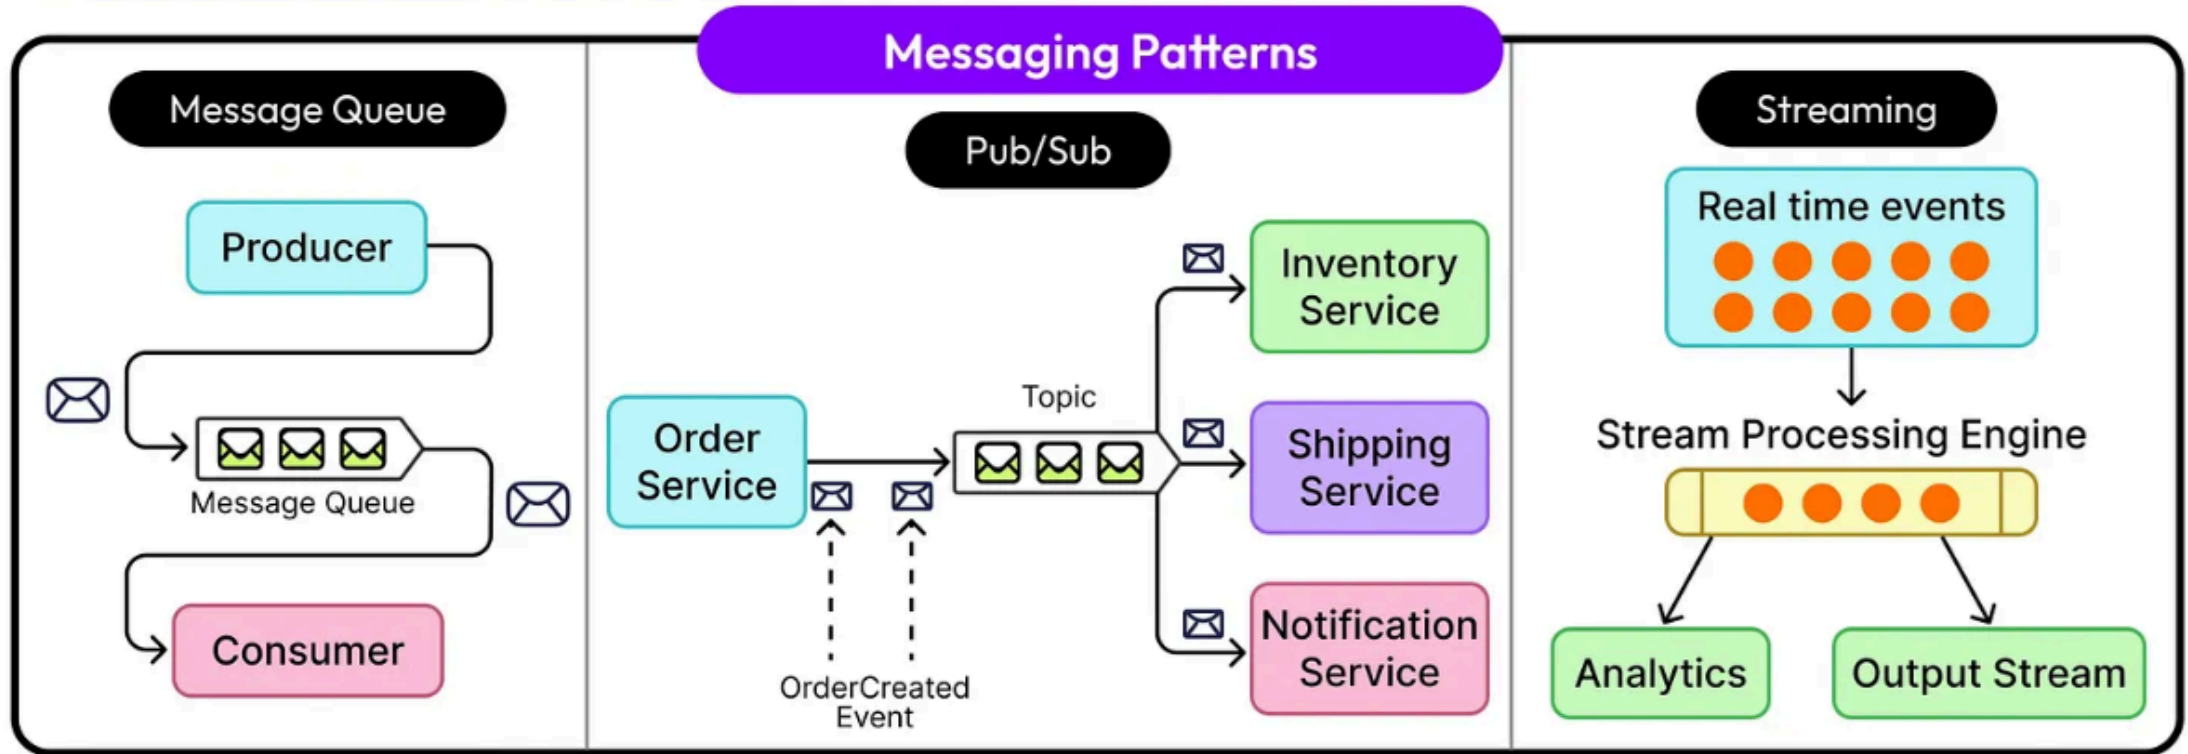 Messaging Patterns
Message Queue
Producer
Message Queue
Consumer
Pub/Sub
Order
Service
OrderCreated
Event
Topic
Inventory
Service
Shipping
Service
Notification
Service
Streaming
Real time events
Stream Processing Engine
Analytics
Output Stream